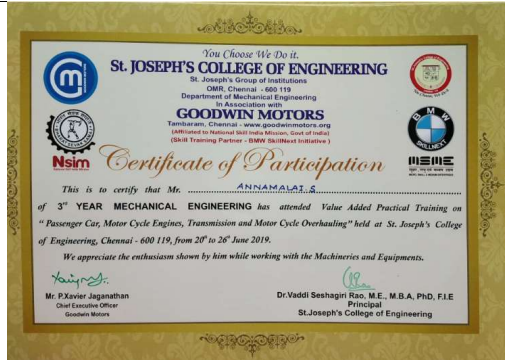 You Choose We Do it.
St. JOSEPH'S COLLEGE OF ENGINEERING
St. Joseph's Group of Institutions
OMR, Chennai - 600 119
Department of Mechanical Engineering
In Association with
GOODWIN MOTORS
Tambaram, Chennai - www.goodwinmotors.org
(Affiliated to National Skill India Mission, Govt of India)
(Skill Training Partner - BMW SkillNext Initiative )
Nsim
BMW
SKILLNEXT
MSME
Certificate of Participation
This is to certify that Mr. ANNAMALAI.S
of 3rd YEAR MECHANICAL ENGINEERING has attended Value Added Practical Training on
" Passenger Car, Motor Cycle Engines, Transmission and Motor Cycle Overhauling" held at St. Joseph's College
of Engineering, Chennai - 600 119, from 20th to 26th June 2019.
We appreciate the enthusiasm shown by him while working with the Machineries and Equipments.
Mr. P.Xavier Jaganathan
Chief Executive Officer
Goodwin Motors
Dr.Vaddi Seshagiri Rao, M.E., M.B.A, PhD, F.I.E
Principal
St.Joseph's College of Engineering